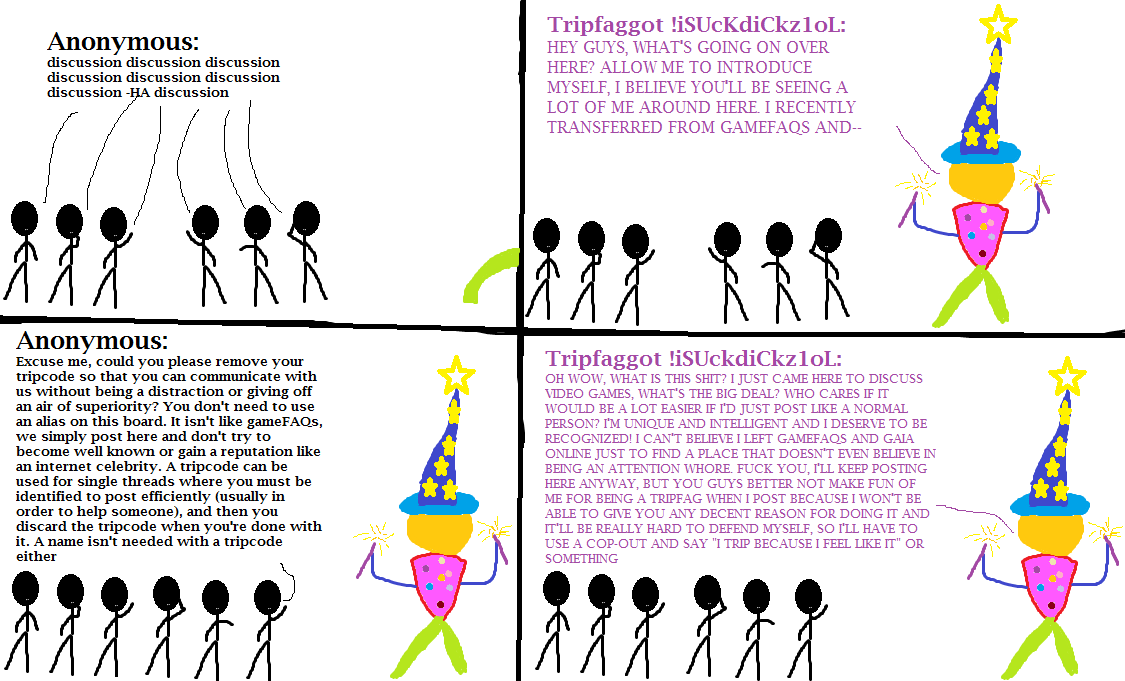 Anonymous:
discussion discussion discussion
discussion discussion discussion
discussion -HA discussion
Tripfaggot !iSUcKdiCkz1oL:
HEY GUYS, WHAT'S GOING ON OVER
HERE? ALLOW ME TO INTRODUCE
MYSELF, I BELIEVE YOU'LL BE SEEING A
LOT OF ME AROUND HERE. I RECENTLY
TRANSFERRED FROM GAMEFAQS AND--
Anonymous:
Excuse me, could you please remove your
tripcode so that you can communicate with
us without being a distraction or giving off
an air of superiority? You don't need to use
an alias on this board. It isn't like gameFAQs,
we simply post here and don't try to
become well known or gain a reputation like
an internet celebrity. A tripcode can be
used for single threads where you must be
identified to post efficiently (usually in
order to help someone), and then you
discard the tripcode when you're done with
it. A name isn't needed with a tripcode
either
Tripfaggot !iSUckdiCkz1oL:
OH WOW, WHAT IS THIS SHIT? I JUST CAME HERE TO DISCUSS
VIDEO GAMES, WHAT'S THE BIG DEAL? WHO CARES IF IT
WOULD BE A LOT EASIER IF I'D JUST POST LIKE A NORMAL
PERSON? I'M UNIQUE AND INTELLIGENT AND I DESERVE TO BE
RECOGNIZED! I CAN'T BELIEVE I LEFT GAMEFAQS AND GAIA
ONLINE JUST TO FIND A PLACE THAT DOESN'T EVEN BELIEVE IN
BEING AN ATTENTION WHORE. FUCK YOU, I'LL KEEP POSTING
HERE ANYWAY, BUT YOU GUYS BETTER NOT MAKE FUN OF
ME FOR BEING A TRIPFAG WHEN I POST BECAUSE I WON'T BE
ABLE TO GIVE YOU ANY DECENT REASON FOR DOING IT AND
IT'LL BE REALLY HARD TO DEFEND MYSELF, SO I'LL HAVE TO
USE A COP-OUT AND SAY "I TRIP BECAUSE I FEEL LIKE IT" OR
SOMETHING